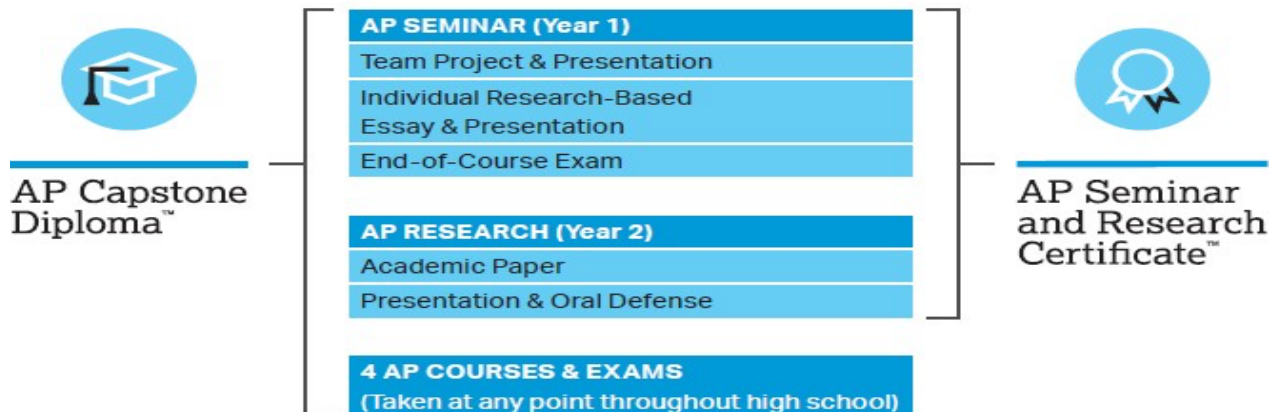 AP SEMINAR (Year 1)
Team Project & Presentation
Individual Research-Based
Essay & Presentation
End-of-Course Exam
AP Capstone
Diploma™
AP Seminar
and Research
Certificate™
AP RESEARCH (Year 2)
Academic Paper
Presentation & Oral Defense
4 AP COURSES & EXAMS
(Taken at any point throughout high school)